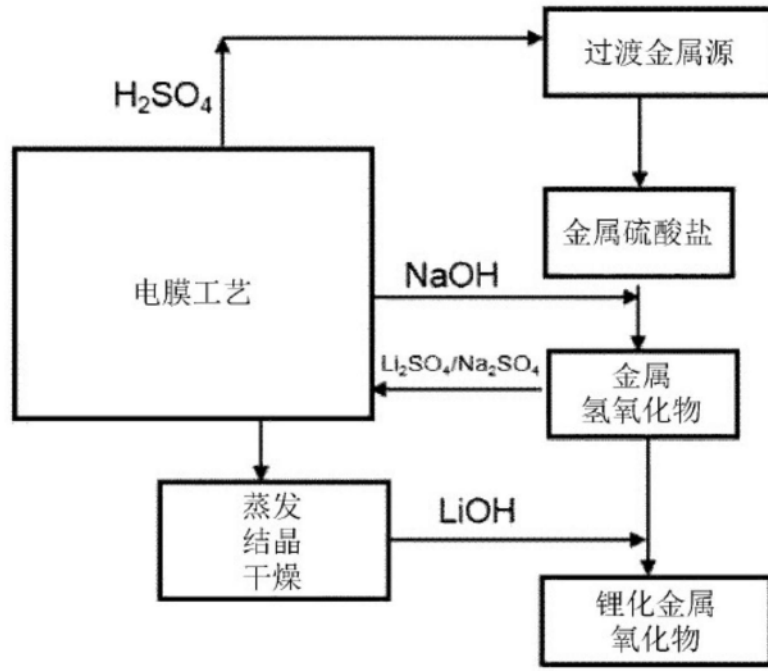 过渡金属源
H₂SO₄
金属硫酸盐
电膜工艺
NaOH
Li₂SO₄/Na₂SO₄
金属
氢氧化物
蒸发
结晶
干燥
LiOH
锂化金属
氧化物